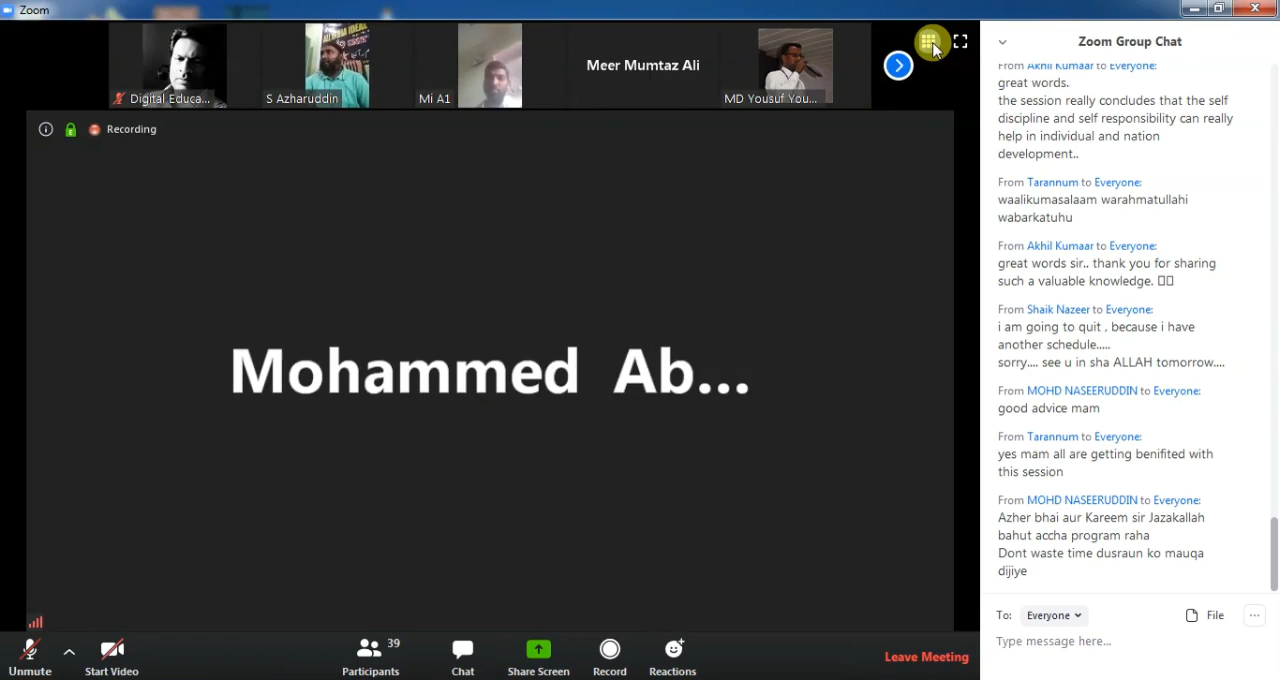 Zoom
Digital Educa...
S Azharuddin
Mi A1
Meer Mumtaz Ali
MD Yousuf You...
Recording
Mohammed Ab...
Zoom Group Chat
From Akhil Kumaar to Everyone:
great words.
the session really concludes that the self
discipline and self responsibility can really
help in individual and nation
development..
From Tarannum to Everyone:
waalikumasalaam warahmatullahi
wabarkatuhu
From Akhil Kumaar to Everyone:
great words sir.. thank you for sharing
such a valuable knowledge. 
From Shaik Nazeer to Everyone:
i am going to quit , because i have
another schedule.....
sorry.... see u in sha ALLAH tomorrow....
From MOHD NASEERUDDIN to Everyone:
good advice mam
From Tarannum to Everyone:
yes mam all are getting benifited with
this session
From MOHD NASEERUDDIN to Everyone:
Azher bhai aur Kareem sir Jazakallah
bahut accha program raha
Dont waste time dusraun ko mauqa
dijiye
To: Everyone
File
Type message here...
Unmute
Start Video
39
Participants
Chat
Share Screen
Record
Reactions
Leave Meeting